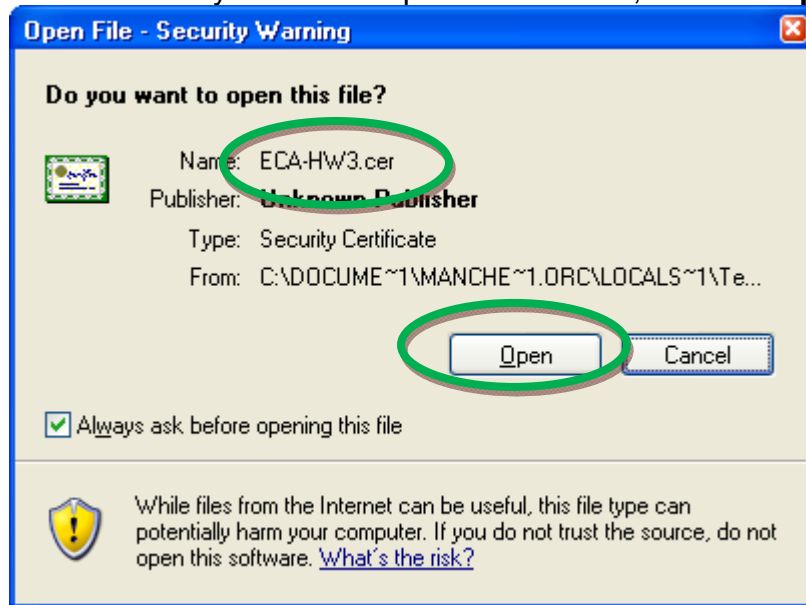 Open File - Security Warning
Do you want to open this file?
Name: ECA-HW3.cer
Publisher: Unknown Publisher
Type: Security Certificate
From: C:\DOCUME~1\MANCHE~1.ORC\LOCALS~1\Te...
Open Cancel
Always ask before opening this file
While files from the Internet can be useful, this file type can
potentially harm your computer. If you do not trust the source, do not
open this software. What's the risk?